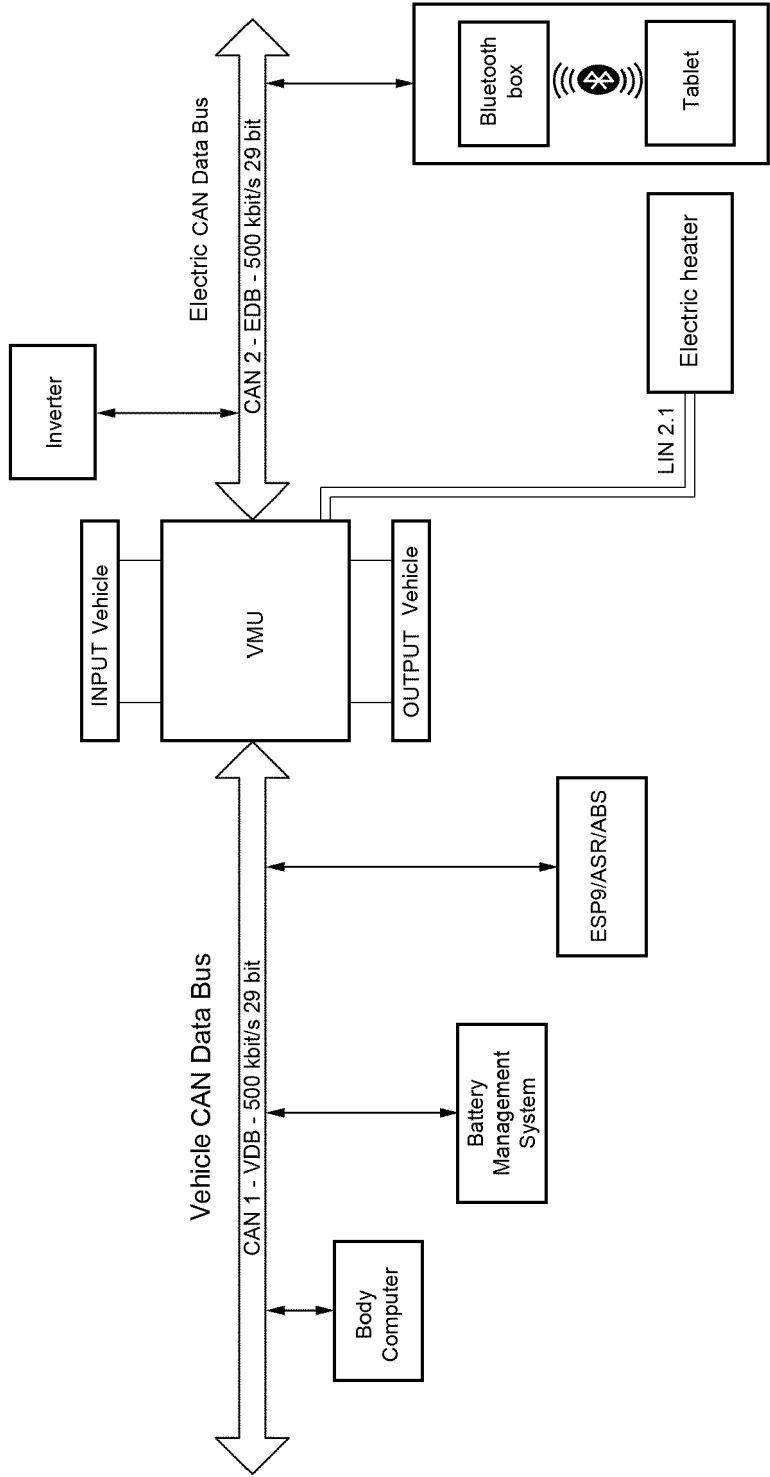 Vehicle CAN Data Bus
CAN 1 - VDB - 500 kbit/s 29 bit
Body
Computer
Battery
Management
System
ESP9/ASR/ABS
INPUT Vehicle
VMU
OUTPUT Vehicle
Inverter
Electric CAN Data Bus
CAN 2 - EDB - 500 kbit/s 29 bit
LIN 2.1
Electric heater
Bluetooth
box
Tablet